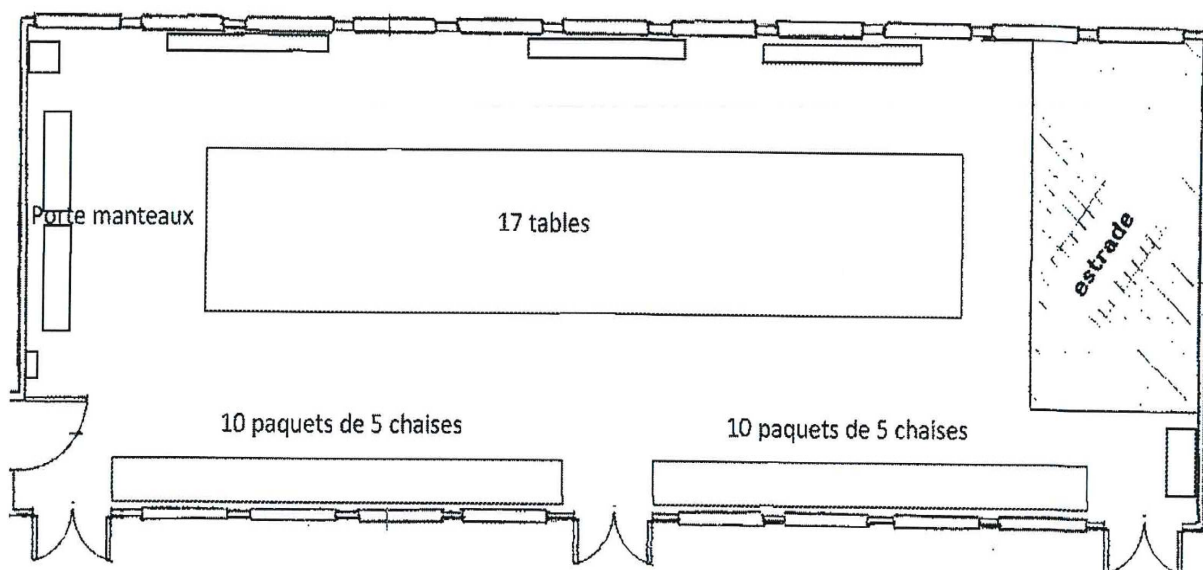 Porte manteaux
17 tables
estrade
10 paquets de 5 chaises
10 paquets de 5 chaises